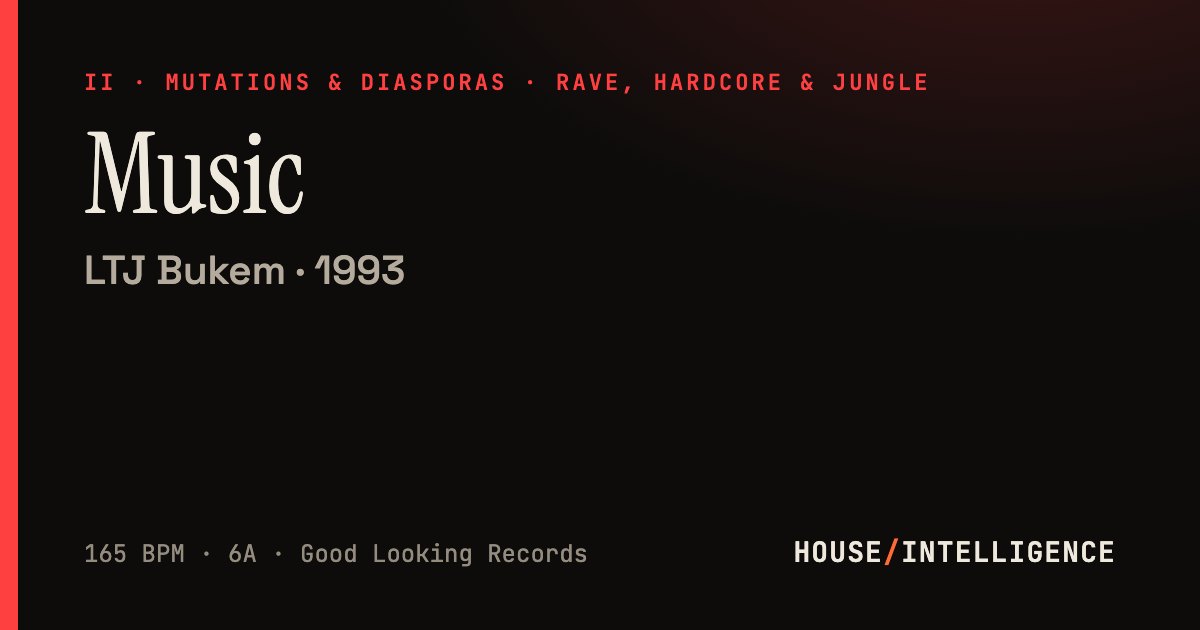 II · MUTATIONS & DIASPORAS · RAVE, HARDCORE & JUNGLE
Music
LTJ Bukem · 1993
165 BPM · 6A · Good Looking Records
HOUSE/INTELLIGENCE